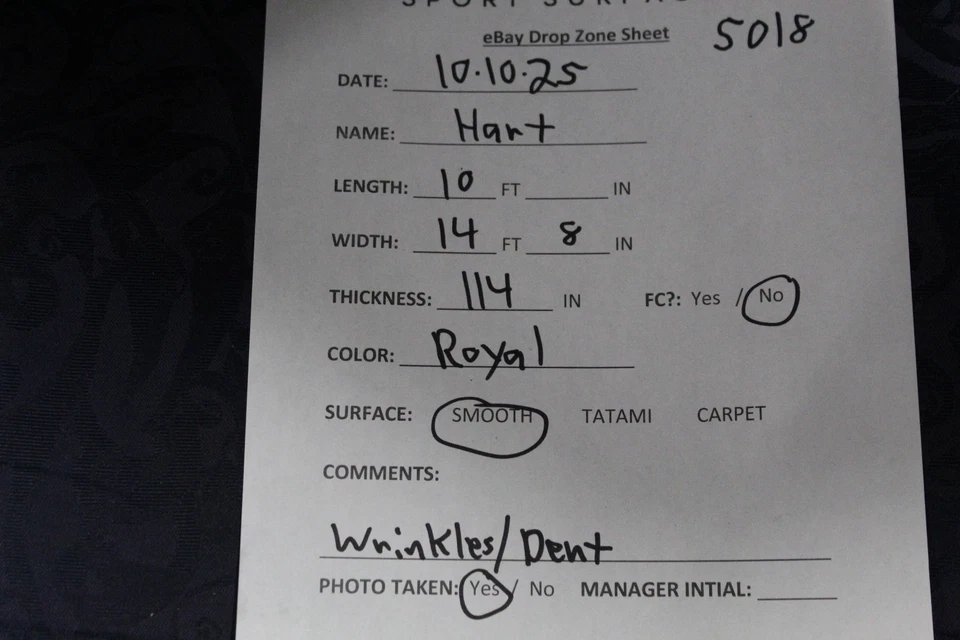 SPORT SURFAC
eBay Drop Zone Sheet 5018
DATE: 10.10.25
NAME: Hart
LENGTH: 10 FT IN
WIDTH: 14 FT 8 IN
THICKNESS: 114 IN FC?: Yes / No
COLOR: Royal
SURFACE: SMOOTH TATAMI CARPET
COMMENTS:
Wrinkles/Dent
PHOTO TAKEN: Yes / No MANAGER INTIAL: